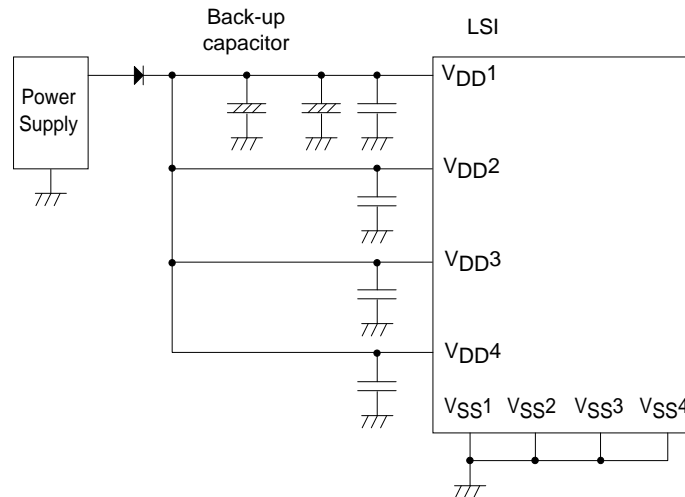 Back-up
capacitor
LSI
Power
Supply
VDD1
VDD2
VDD3
VDD4
VSS1 VSS2 VSS3 VSS4